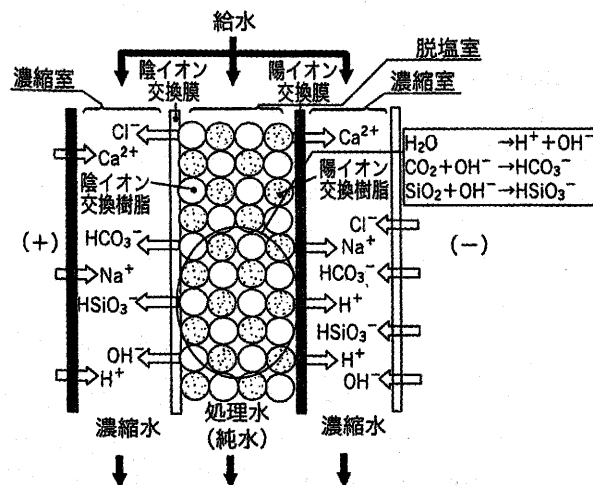 給水
脱塩室
濃縮室
陰イオン
交換膜
陽イオン
交換膜
濃縮室
Cl⁻
Ca²⁺
Ca²⁺
H₂O →H⁺+OH⁻
CO₂+OH⁻ →HCO₃⁻
SiO₂+OH⁻→HSiO₃⁻
陰イオン
交換樹脂
陽イオン
交換樹脂
Cl⁻
(+)
HCO₃⁻
Na⁺
(−)
Na⁺
HCO₃⁻
HSiO₃⁻
H⁺
HSiO₃⁻
OH⁻
H⁺
H⁺
OH⁻
濃縮水
処理水
(純水)
濃縮水